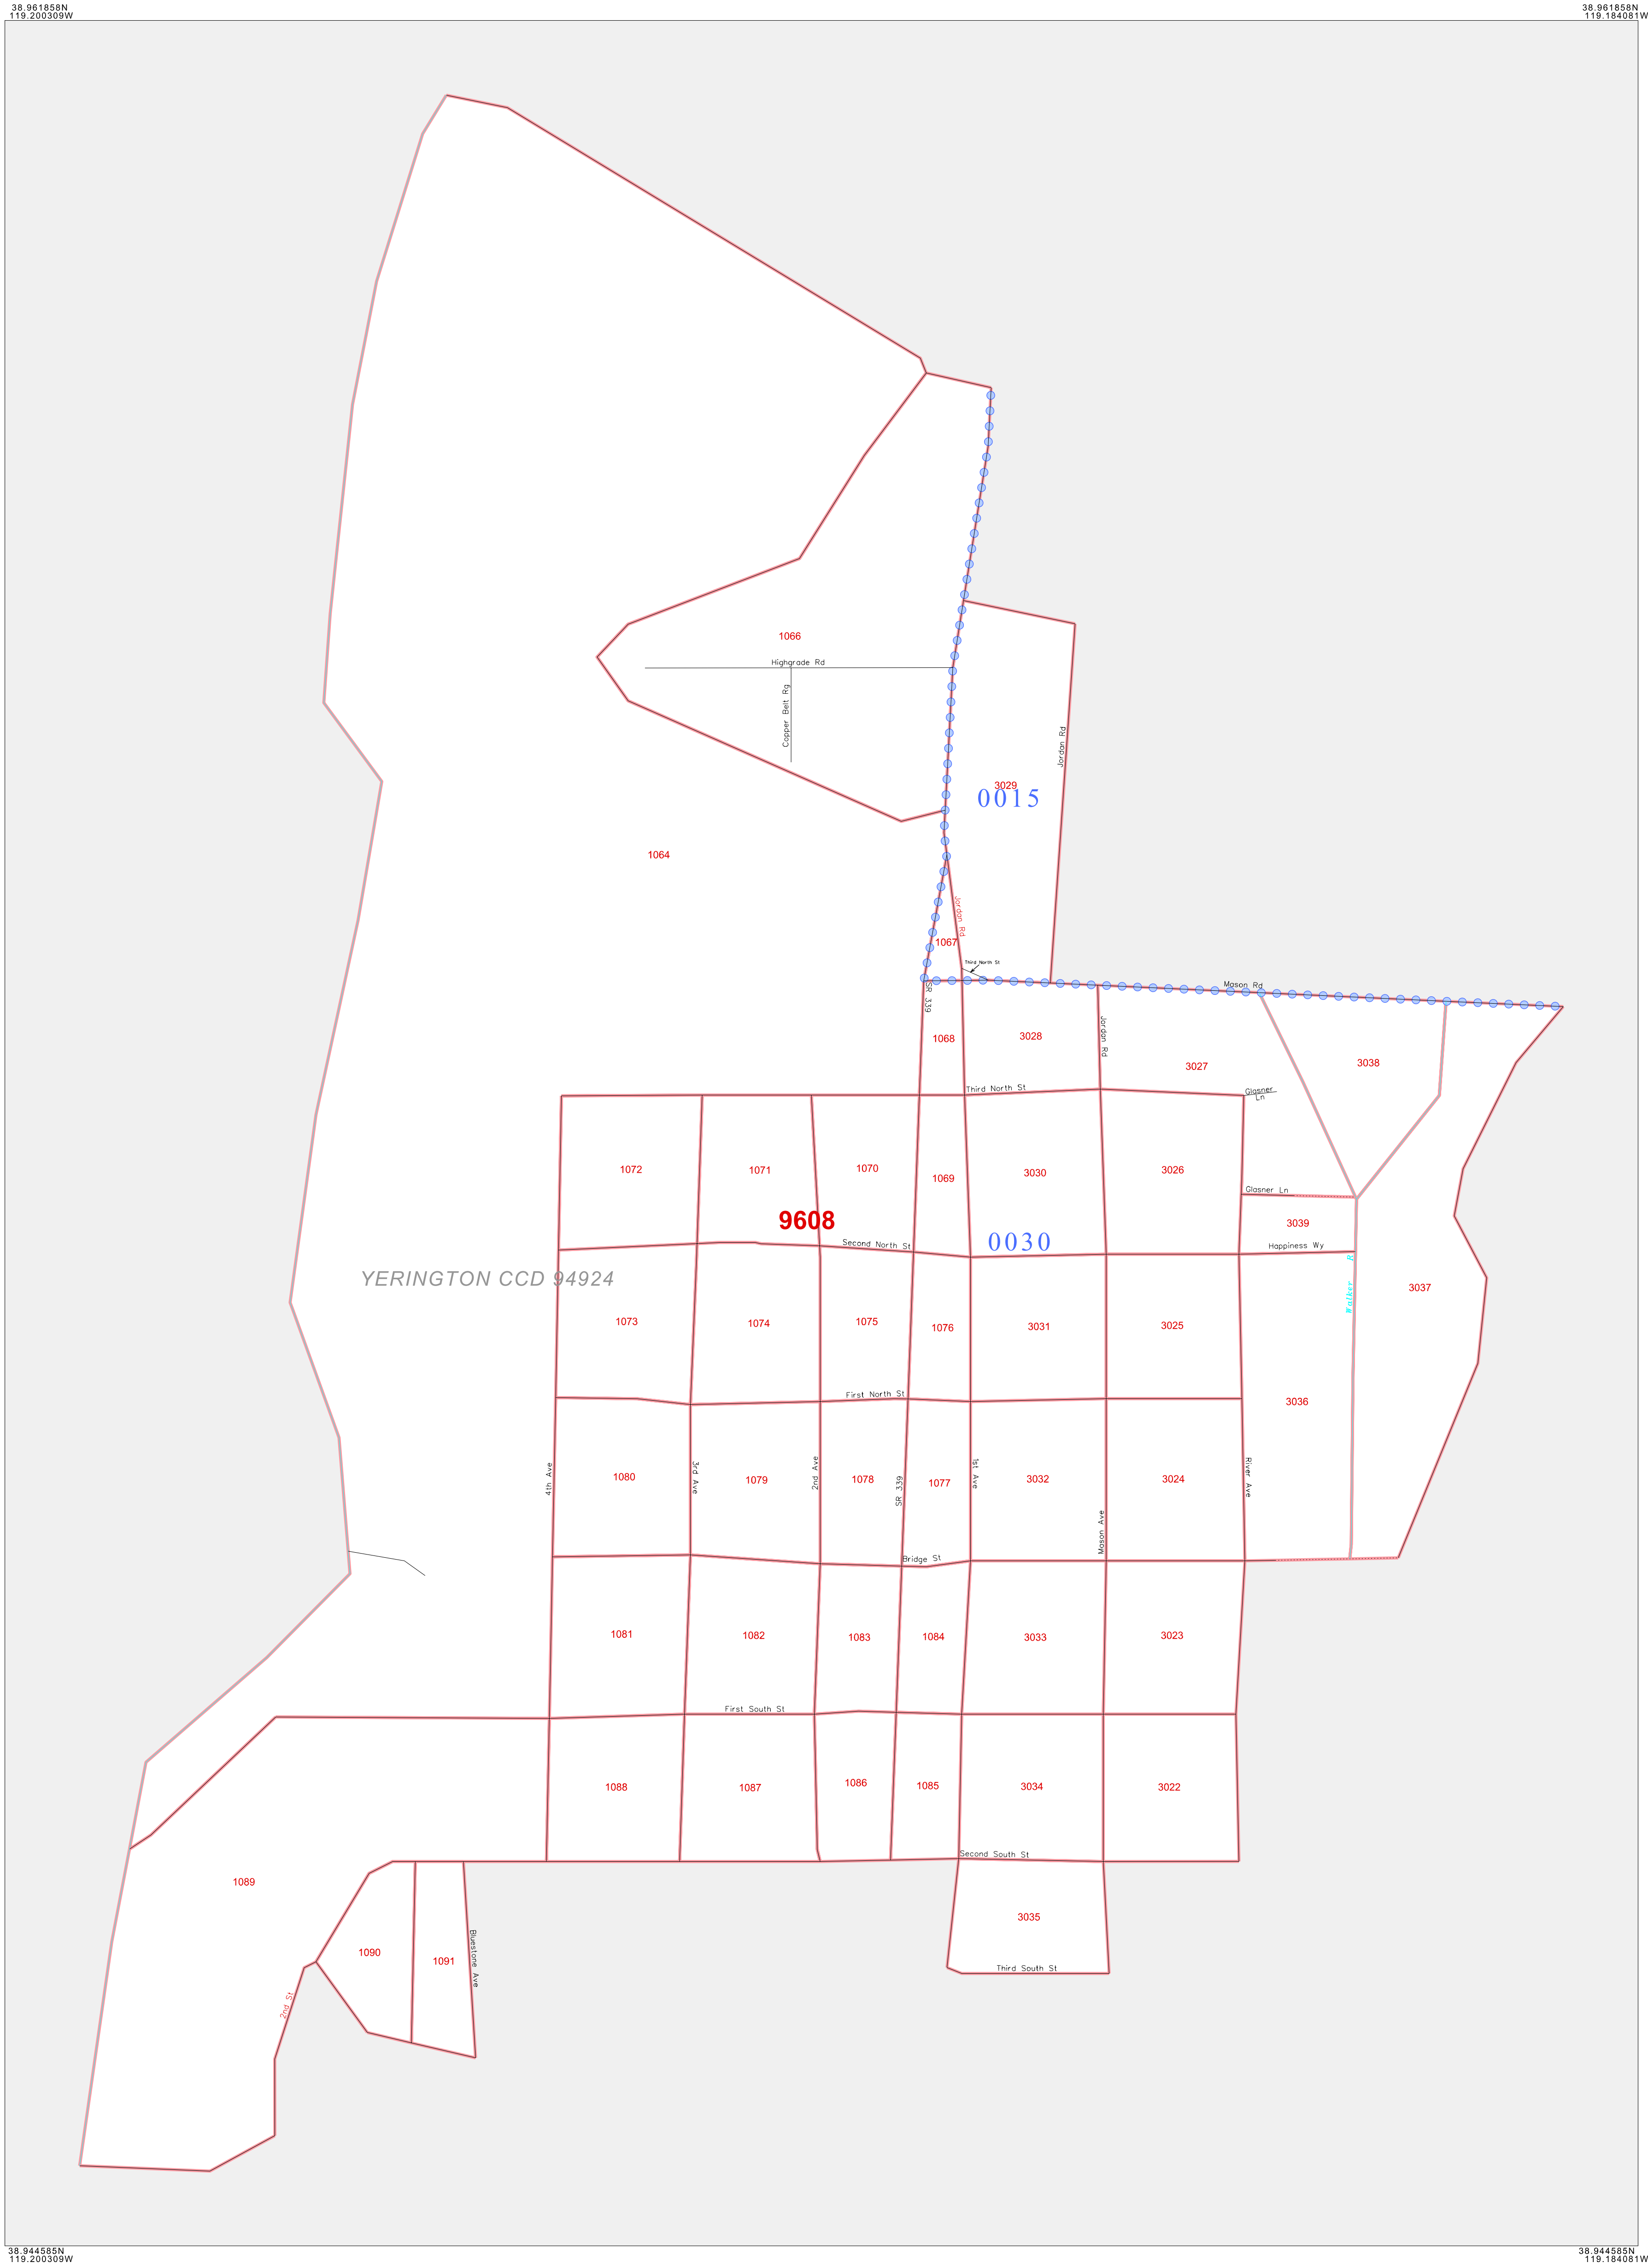 38.961858N
119.200309W
38.961858N
119.184081W
1066
Highgrade Rd
Copper Belt Rg
Jordan Rd
3029
0015
1064
Jordan Rd
1067
Third North St
Mason Rd
SR 339
1068
3028
Jordan Rd
3027
3038
Third North St
Glasner
Ln
1072
1071
1070
1069
3030
3026
Glasner Ln
9608
3039
Second North St
0030
Happiness Wy
YERINGTON CCD 94924
Walker R
3037
1073
1074
1075
1076
3031
3025
First North St
3036
4th Ave
1080
3rd Ave
1079
2nd Ave
1078
SR 339
1077
1st Ave
3032
Mason Ave
3024
River Ave
Bridge St
1081
1082
1083
1084
3033
3023
First South St
1088
1087
1086
1085
3034
3022
Second South St
1089
3035
1090
1091
Bluestone Ave
Third South St
2nd St
38.944585N
119.200309W
38.944585N
119.184081W